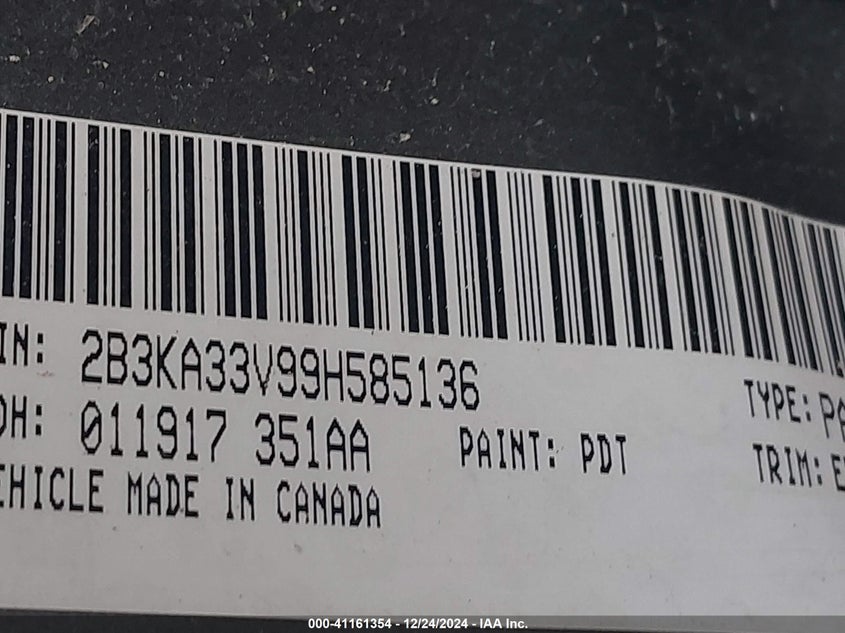 IN: 2B3KA33V99H585136
DH: 011917 351AA
PAINT: PDT
EHICLE MADE IN CANADA
TYPE: PA
TRIM: E
000-41161354 - 12/24/2024 - IAA Inc.